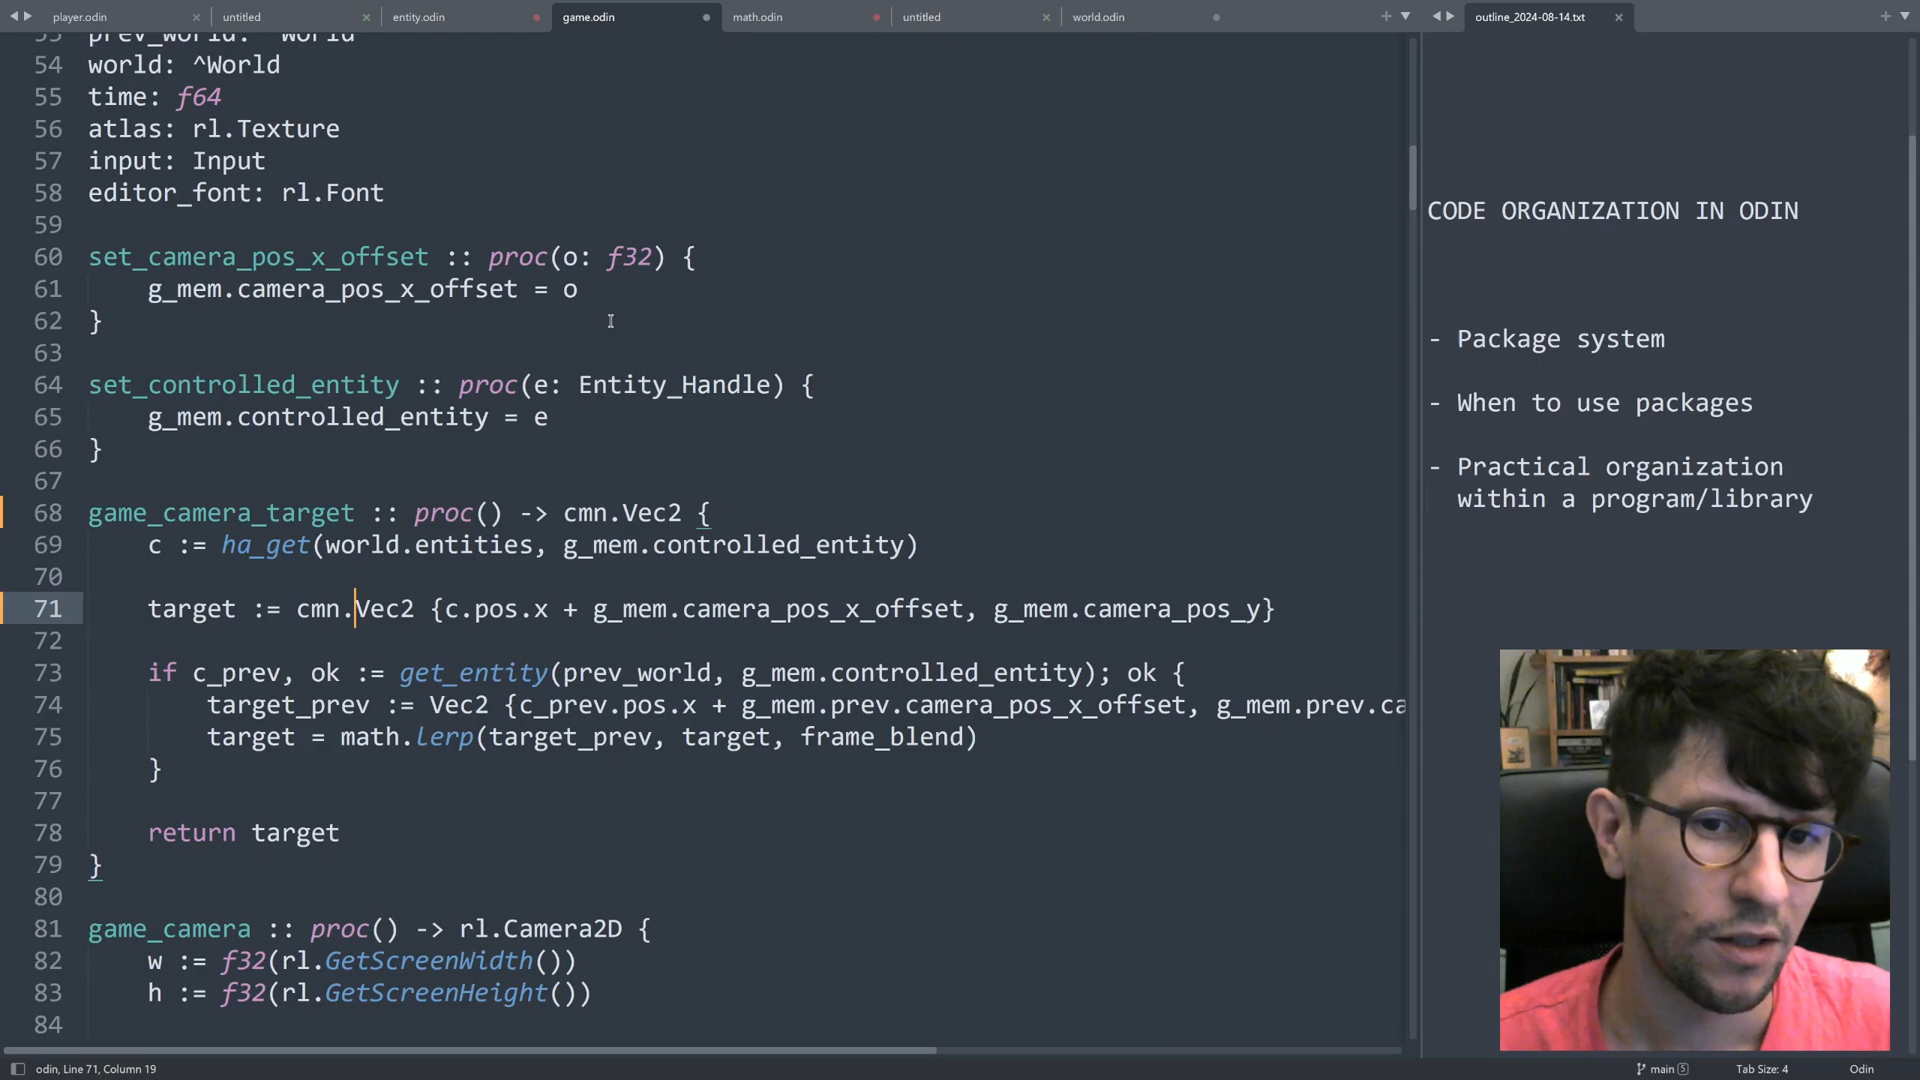 player.odin
untitled
entity.odin
game.odin
math.odin
untitled
world.odin
outline_2024-08-14.txt
53 prev_world: ^World
54 world: ^World
55 time: f64
56 atlas: rl.Texture
57 input: Input
58 editor_font: rl.Font
59
60 set_camera_pos_x_offset :: proc(o: f32) {
61 g_mem.camera_pos_x_offset = o
62 }
63
64 set_controlled_entity :: proc(e: Entity_Handle) {
65 g_mem.controlled_entity = e
66 }
67
68 game_camera_target :: proc() -> cmn.Vec2 {
69 c := ha_get(world.entities, g_mem.controlled_entity)
70
71 target := cmn.Vec2 {c.pos.x + g_mem.camera_pos_x_offset, g_mem.camera_pos_y}
72
73 if c_prev, ok := get_entity(prev_world, g_mem.controlled_entity); ok {
74 target_prev := Vec2 {c_prev.pos.x + g_mem.prev.camera_pos_x_offset, g_mem.prev.ca
75 target = math.lerp(target_prev, target, frame_blend)
76 }
77
78 return target
79 }
80
81 game_camera :: proc() -> rl.Camera2D {
82 w := f32(rl.GetScreenWidth())
83 h := f32(rl.GetScreenHeight())
84
CODE ORGANIZATION IN ODIN
- Package system
- When to use packages
- Practical organization
within a program/library
odin, Line 71, Column 19
main 5
Tab Size: 4
Odin